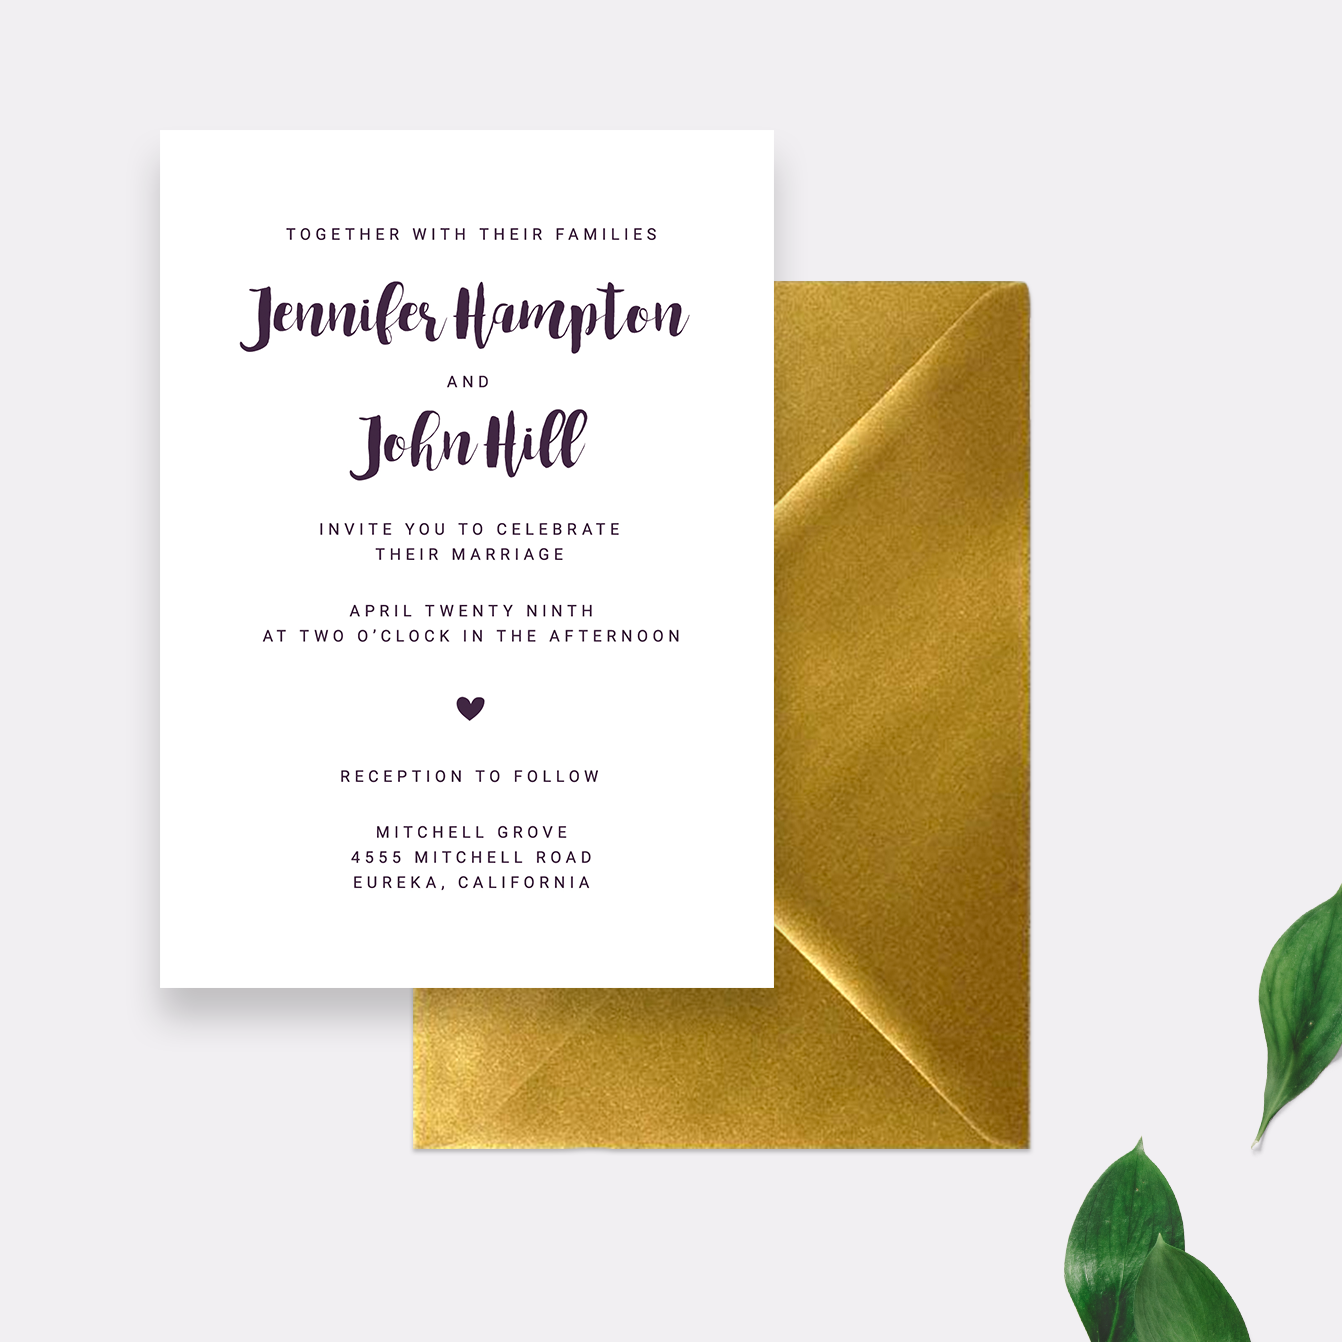 TOGETHER WITH THEIR FAMILIES
Jennifer Hampton
AND
John Hill
INVITE YOU TO CELEBRATE
THEIR MARRIAGE
APRIL TWENTY NINTH
AT TWO O’CLOCK IN THE AFTERNOON
RECEPTION TO FOLLOW
MITCHELL GROVE
4555 MITCHELL ROAD
EUREKA, CALIFORNIA